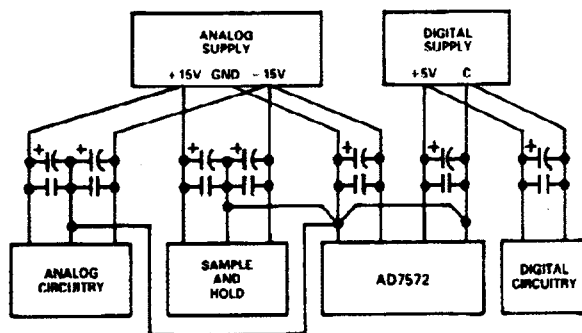 ANALOG
SUPPLY
+15V GND -15V
DIGITAL
SUPPLY
+5V C
+ + + + + + +
ANALOG
CIRCUITRY
SAMPLE
AND
HOLD
AD7572
DIGITAL
CIRCUITRY